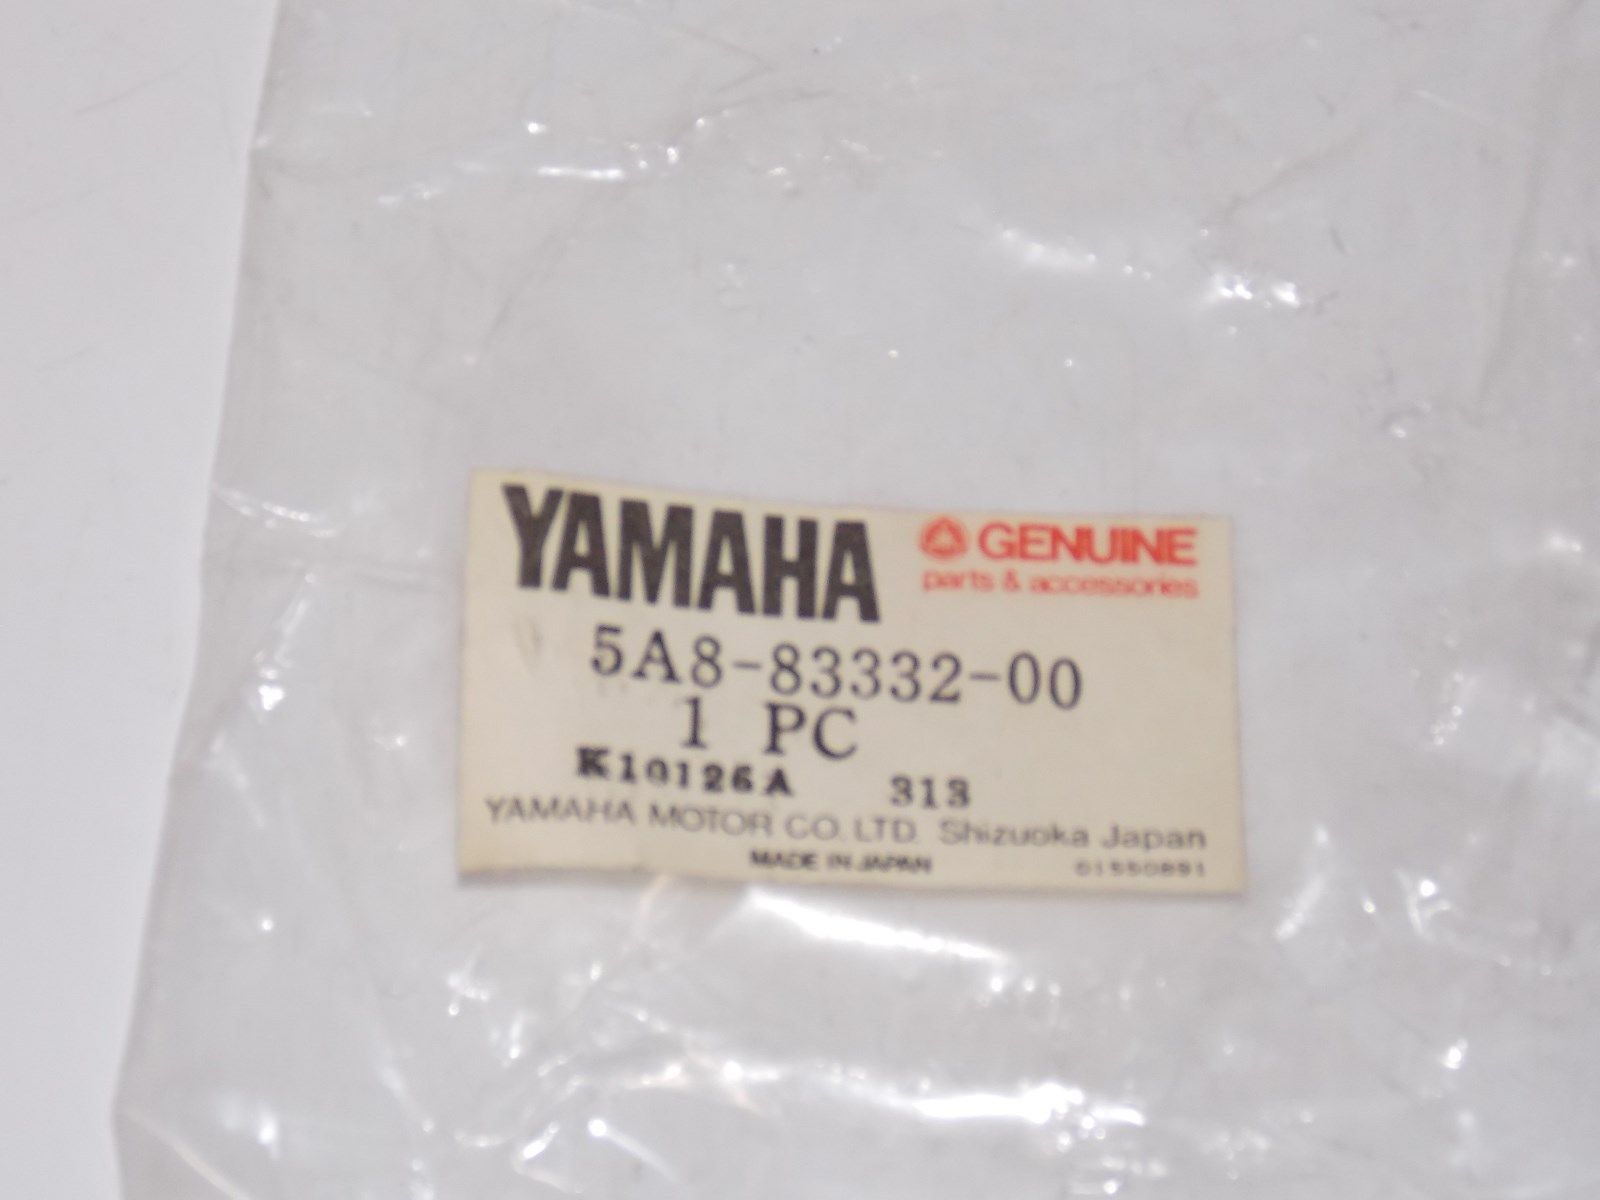 YAMAHA GENUINE
parts & accessories
5A8-83332-00
1 PC
K10126A 313
YAMAHA MOTOR CO. LTD. Shizuoka Japan
MADE IN JAPAN 01550891